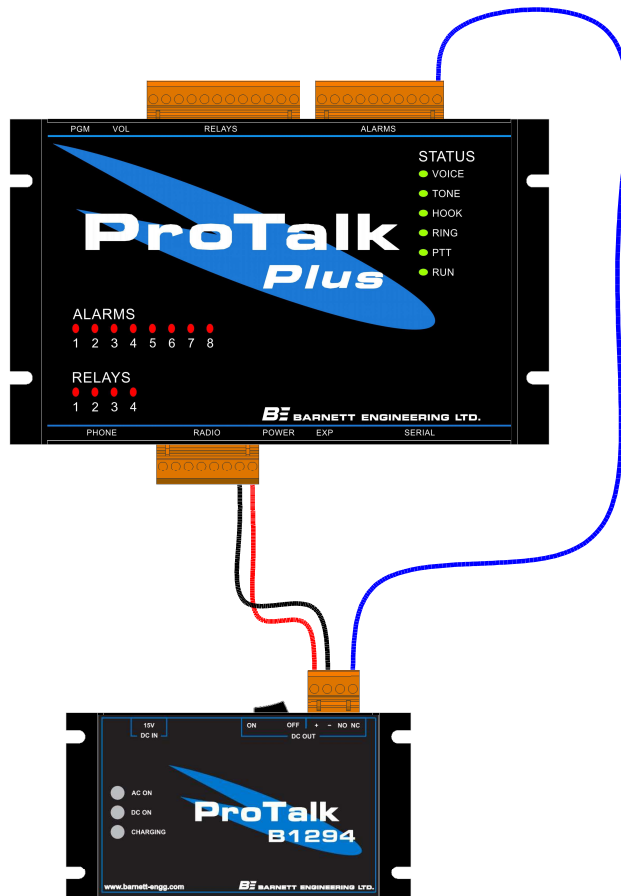 PGM VOL RELAYS ALARMS
STATUS
VOICE
TONE
HOOK
RING
PTT
RUN
ProTalk
Plus
ALARMS
1 2 3 4 5 6 7 8
RELAYS
1 2 3 4
BE BARNETT ENGINEERING LTD.
PHONE RADIO POWER EXP SERIAL
15V ON OFF + – NO NC
DC IN DC OUT
AC ON
DC ON
CHARGING
ProTalk
B1294
www.barnett-engg.com BE BARNETT ENGINEERING LTD.